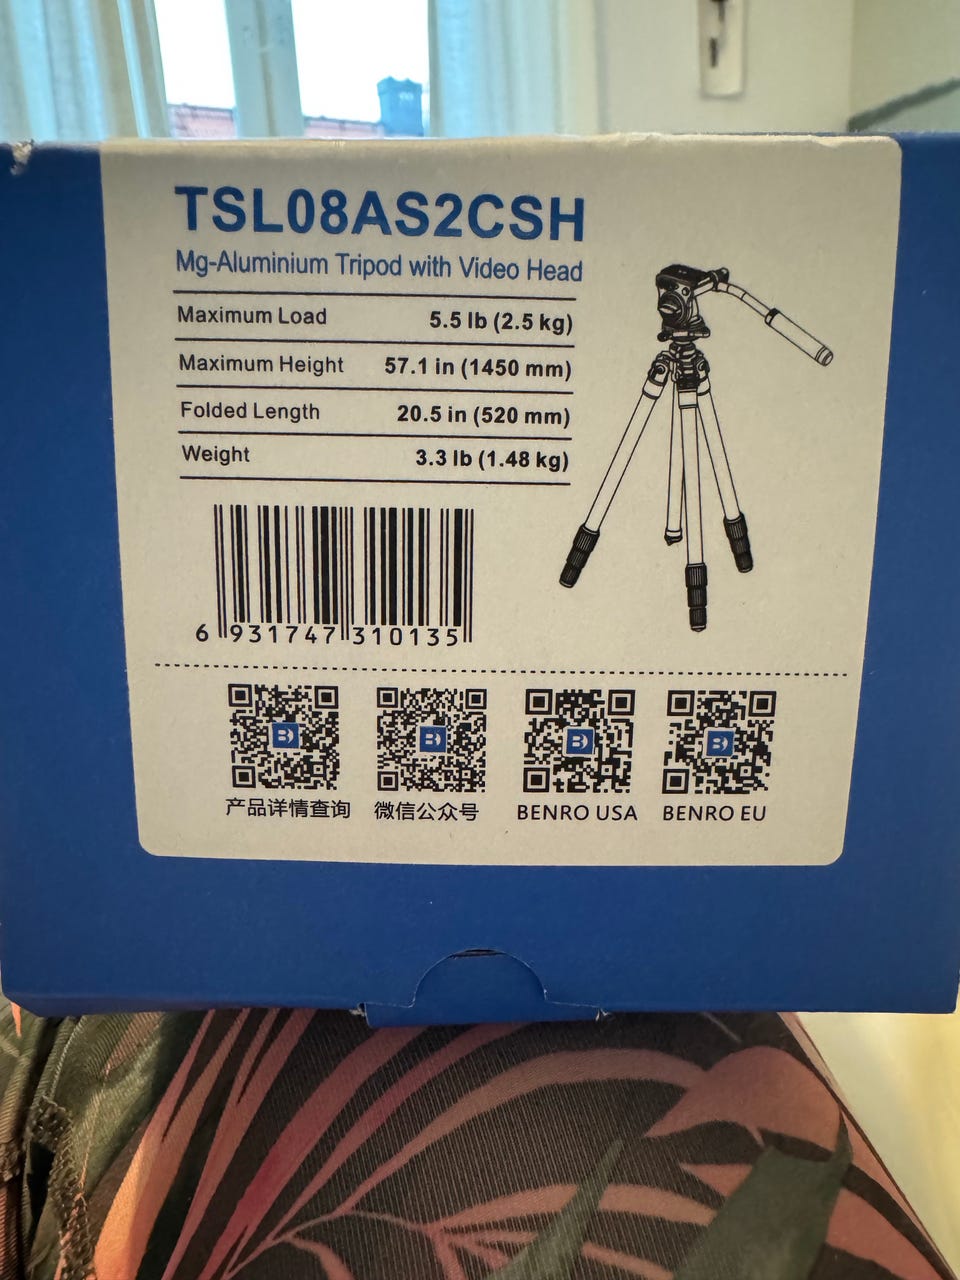 TSL08AS2CSH
Mg-Aluminium Tripod with Video Head
Maximum Load 5.5 lb (2.5 kg)
Maximum Height 57.1 in (1450 mm)
Folded Length 20.5 in (520 mm)
Weight 3.3 lb (1.48 kg)
6 931747 310135
产品详情查询 微信公众号 BENRO USA BENRO EU